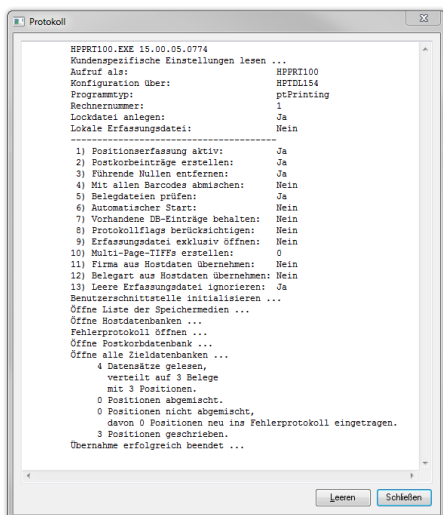 Protokoll
HPPRT100.EXE 15.00.05.0774
Kundenspezifische Einstellungen lesen ...
Aufruf als: HPPRT100
Konfiguration über: HPTDL154
Programmtyp: ptPrinting
Rechnernummer: 1
Lockdatei anlegen: Ja
Lokale Erfassungsdatei: Nein
----------------------------------------
1) Positionserfassung aktiv: Ja
2) Postkorbeinträge erstellen: Ja
3) Führende Nullen entfernen: Ja
4) Mit allen Barcodes abmischen: Nein
5) Belegdateien prüfen: Ja
6) Automatischer Start: Nein
7) Vorhandene DB-Einträge behalten: Nein
8) Protokollflags berücksichtigen: Nein
9) Erfassungsdatei exklusiv öffnen: Nein
10) Multi-Page-TIFFs erstellen: 0
11) Firma aus Hostdaten übernehmen: Nein
12) Belegart aus Hostdaten übernehmen: Nein
13) Leere Erfassungsdatei ignorieren: Ja
Benutzerschnittstelle initialisieren ...
Öffne Liste der Speichermedien ...
Öffne Hostdatenbanken ...
Fehlerprotokoll öffnen ...
Öffne Postkorbdatenbank ...
Öffne alle Zieldatenbanken ...
4 Datensätze gelesen,
verteilt auf 3 Belege
mit 3 Positionen.
0 Positionen abgemischt.
0 Positionen nicht abgemischt,
davon 0 Positionen neu ins Fehlerprotokoll eingetragen.
3 Positionen geschrieben.
Übernahme erfolgreich beendet ...
Leeren Schließen